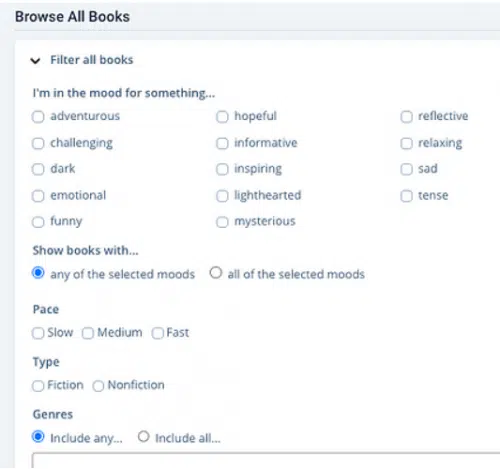 Browse All Books
Filter all books
I'm in the mood for something...
adventurous hopeful reflective
challenging informative relaxing
dark inspiring sad
emotional lighthearted tense
funny mysterious
Show books with...
any of the selected moods all of the selected moods
Pace
Slow Medium Fast
Type
Fiction Nonfiction
Genres
Include any... Include all...